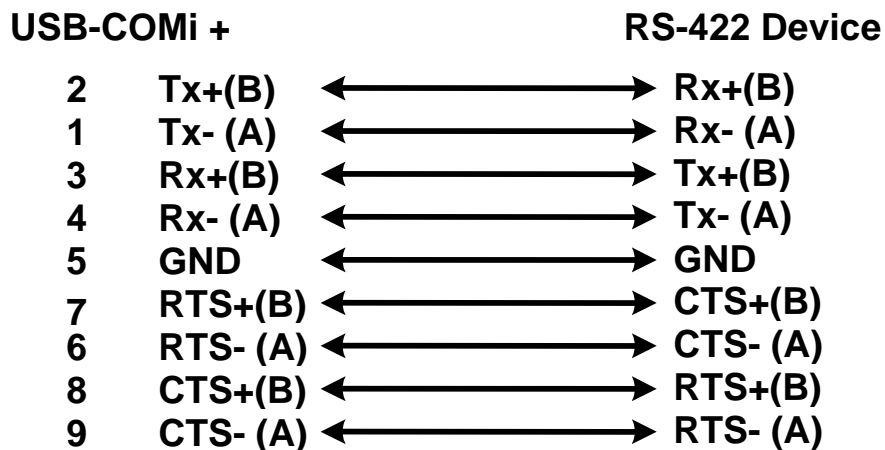 USB-COMi + RS-422 Device
2 Tx+(B) Rx+(B)
1 Tx- (A) Rx- (A)
3 Rx+(B) Tx+(B)
4 Rx- (A) Tx- (A)
5 GND GND
7 RTS+(B) CTS+(B)
6 RTS- (A) CTS- (A)
8 CTS+(B) RTS+(B)
9 CTS- (A) RTS- (A)